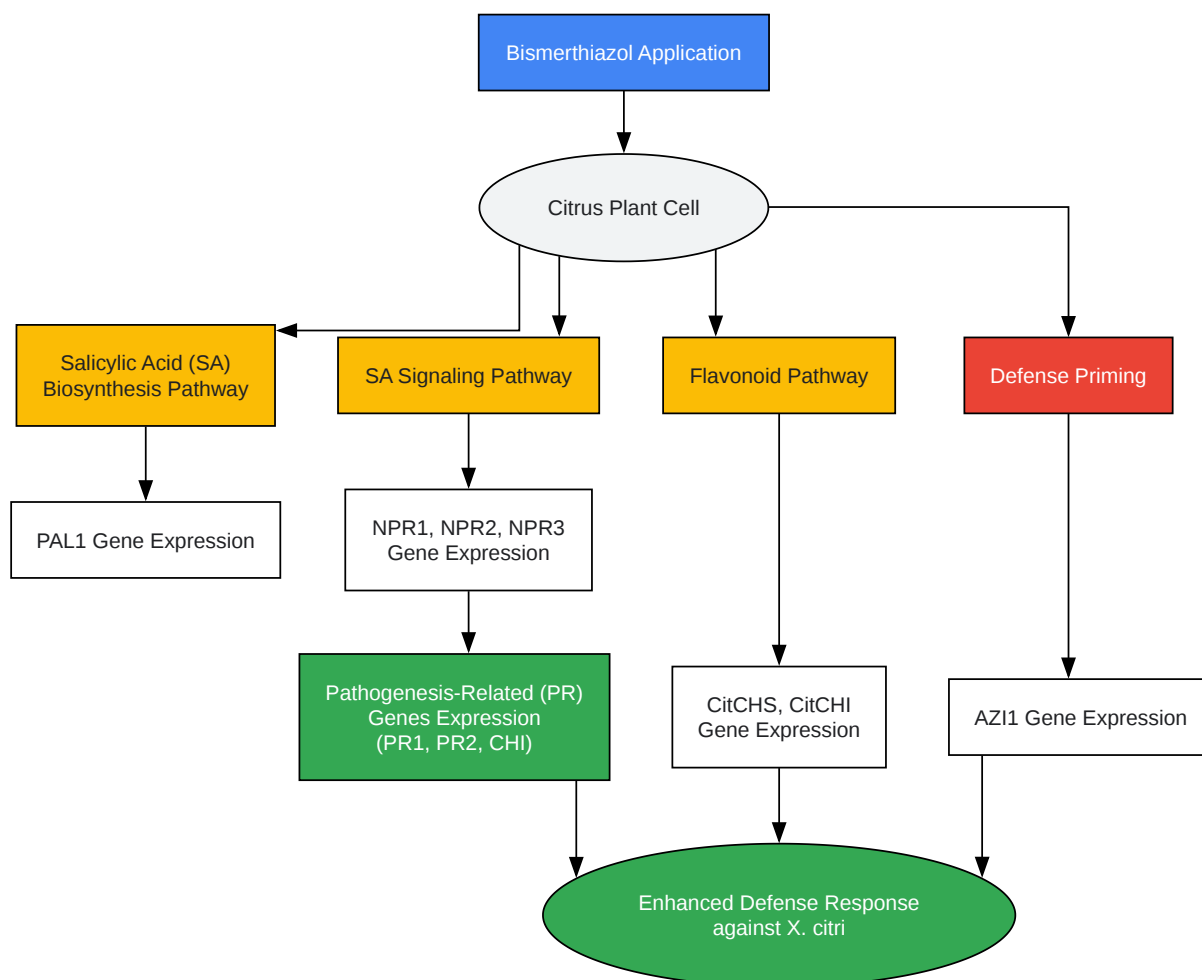 Bismerthiazol Application
Citrus Plant Cell
Salicylic Acid (SA)
Biosynthesis Pathway
SA Signaling Pathway
Flavonoid Pathway
Defense Priming
PAL1 Gene Expression
NPR1, NPR2, NPR3
Gene Expression
Pathogenesis-Related (PR)
Genes Expression
(PR1, PR2, CHI)
CitCHS, CitCHI
Gene Expression
AZI1 Gene Expression
Enhanced Defense Response
against X. citri